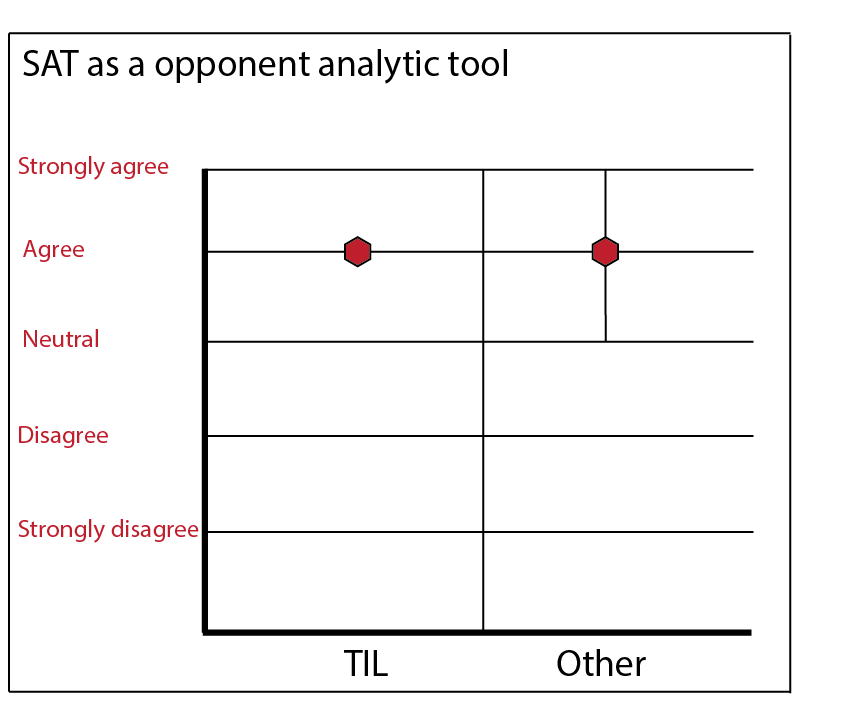 SAT as a opponent analytic tool
Strongly agree
Agree
Neutral
Disagree
Strongly disagree
TIL
Other